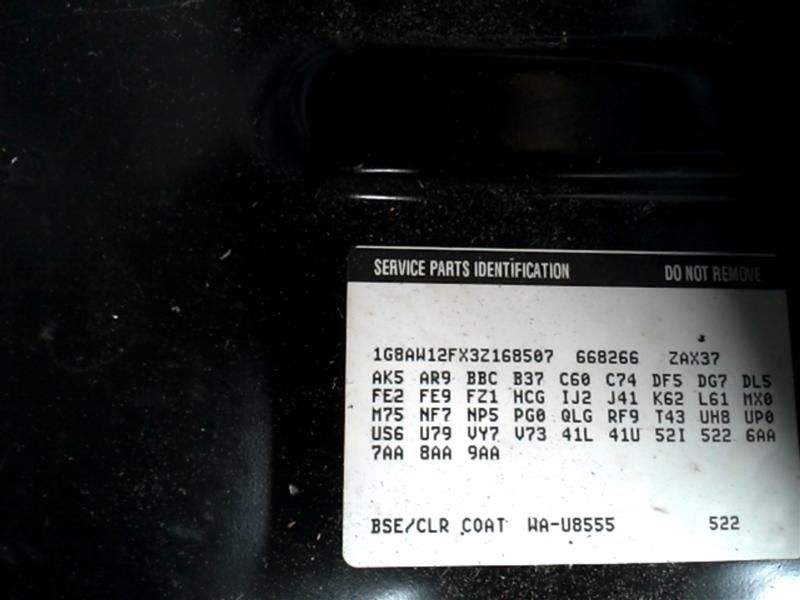 SERVICE PARTS IDENTIFICATION DO NOT REMOVE
1G8AW12FX3Z168507 668266 ZAX37
AK5 AR9 BBC B37 C60 C74 DF5 DG7 DL5
FE2 FE9 FZ1 HCG IJ2 J41 K62 L61 MX0
M75 NF7 NP5 PG0 QLG RF9 T43 UH8 UP0
US6 U79 VY7 V73 41L 41U 52I 522 6AA
7AA 8AA 9AA
BSE/CLR COAT WA-U8555 522